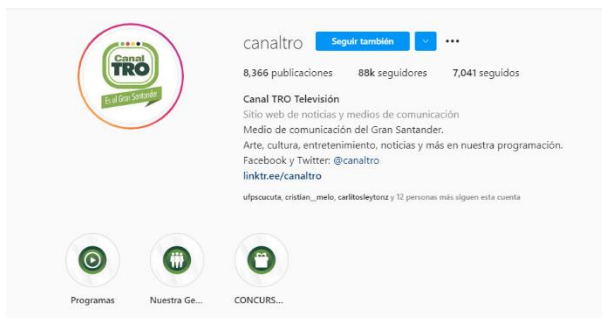 Canal
TRO
Es el Gran Santander
canaltro Seguir también
8,366 publicaciones 88k seguidores 7,041 seguidos
Canal TRO Televisión
Sitio web de noticias y medios de comunicación
Medio de comunicación del Gran Santander.
Arte, cultura, entretenimiento, noticias y más en nuestra programación.
Facebook y Twitter: @canaltro
linktr.ee/canaltro
ufpscucuta, cristian__melo, carlitosleytonz y 12 personas más siguen esta cuenta
Programas Nuestra Ge... CONCURS...